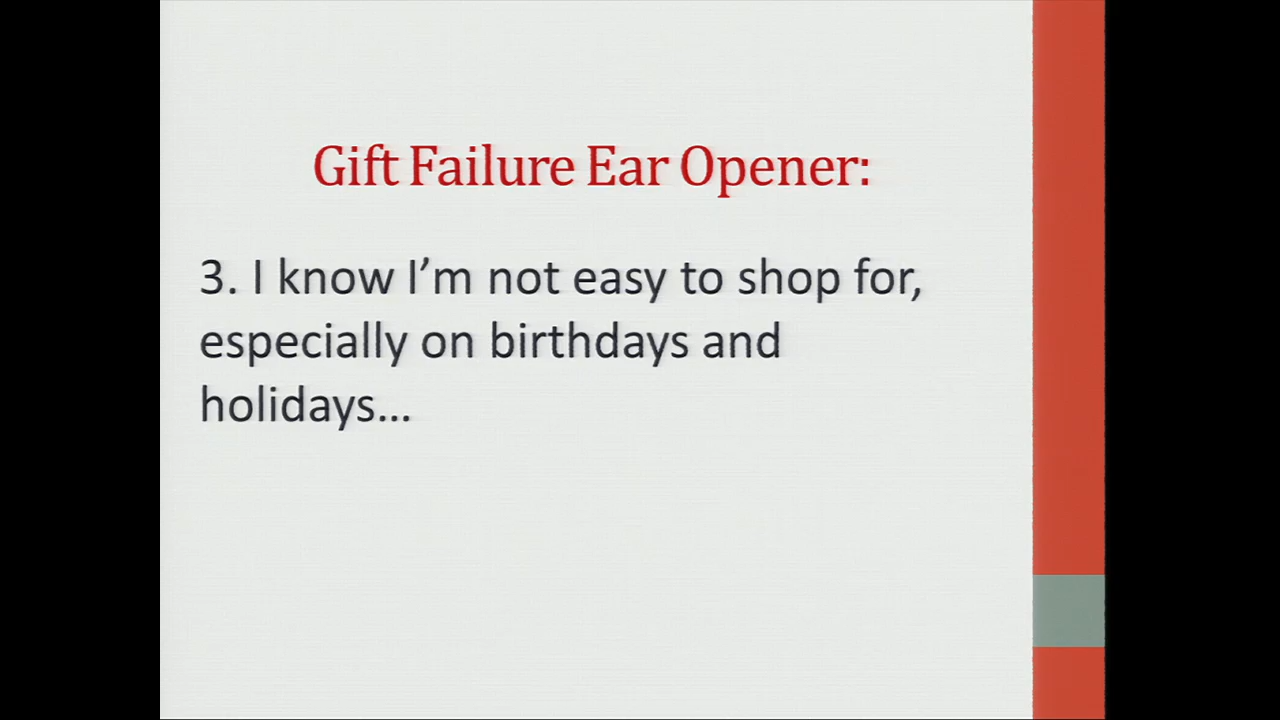 Gift Failure Ear Opener:
3. I know I’m not easy to shop for,
especially on birthdays and
holidays…